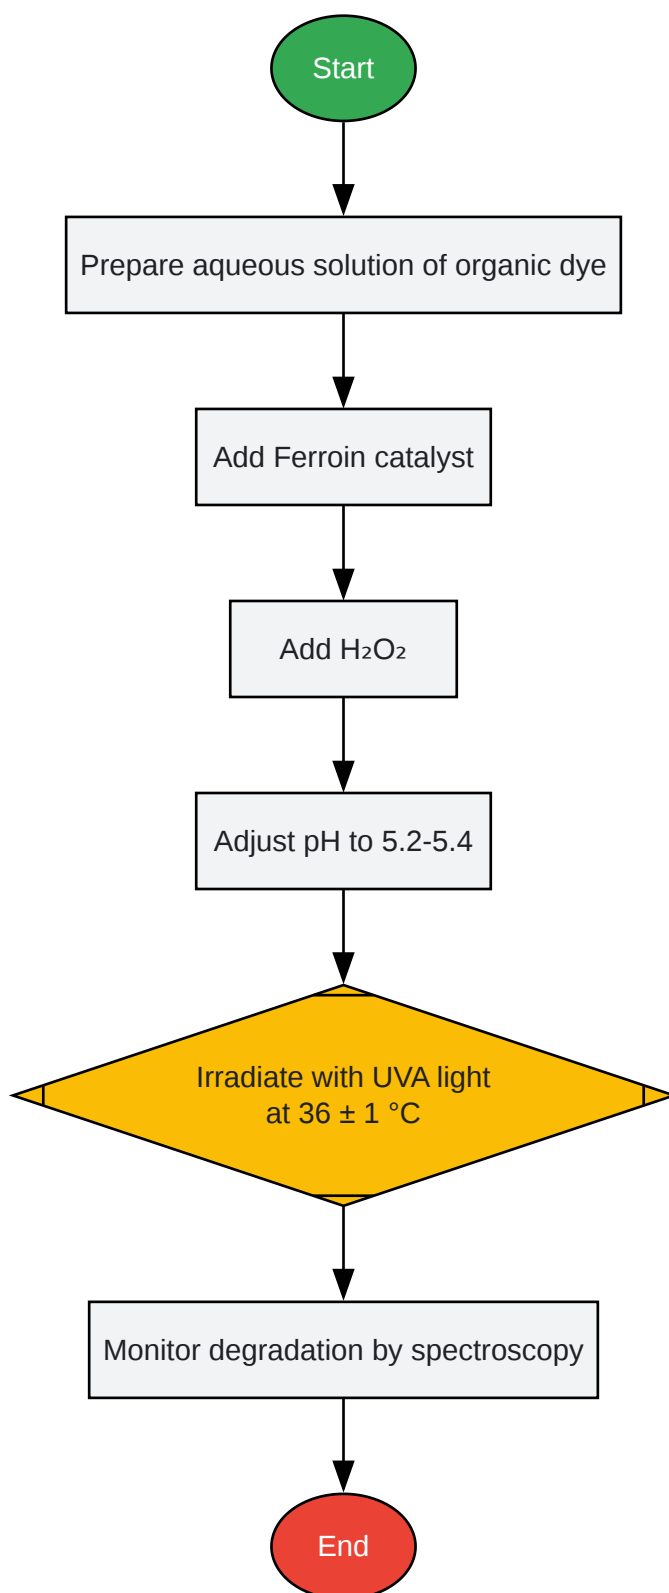 Start
Prepare aqueous solution of organic dye
Add Ferroin catalyst
Add H₂O₂
Adjust pH to 5.2-5.4
Irradiate with UVA light
at 36 ± 1 °C
Monitor degradation by spectroscopy
End